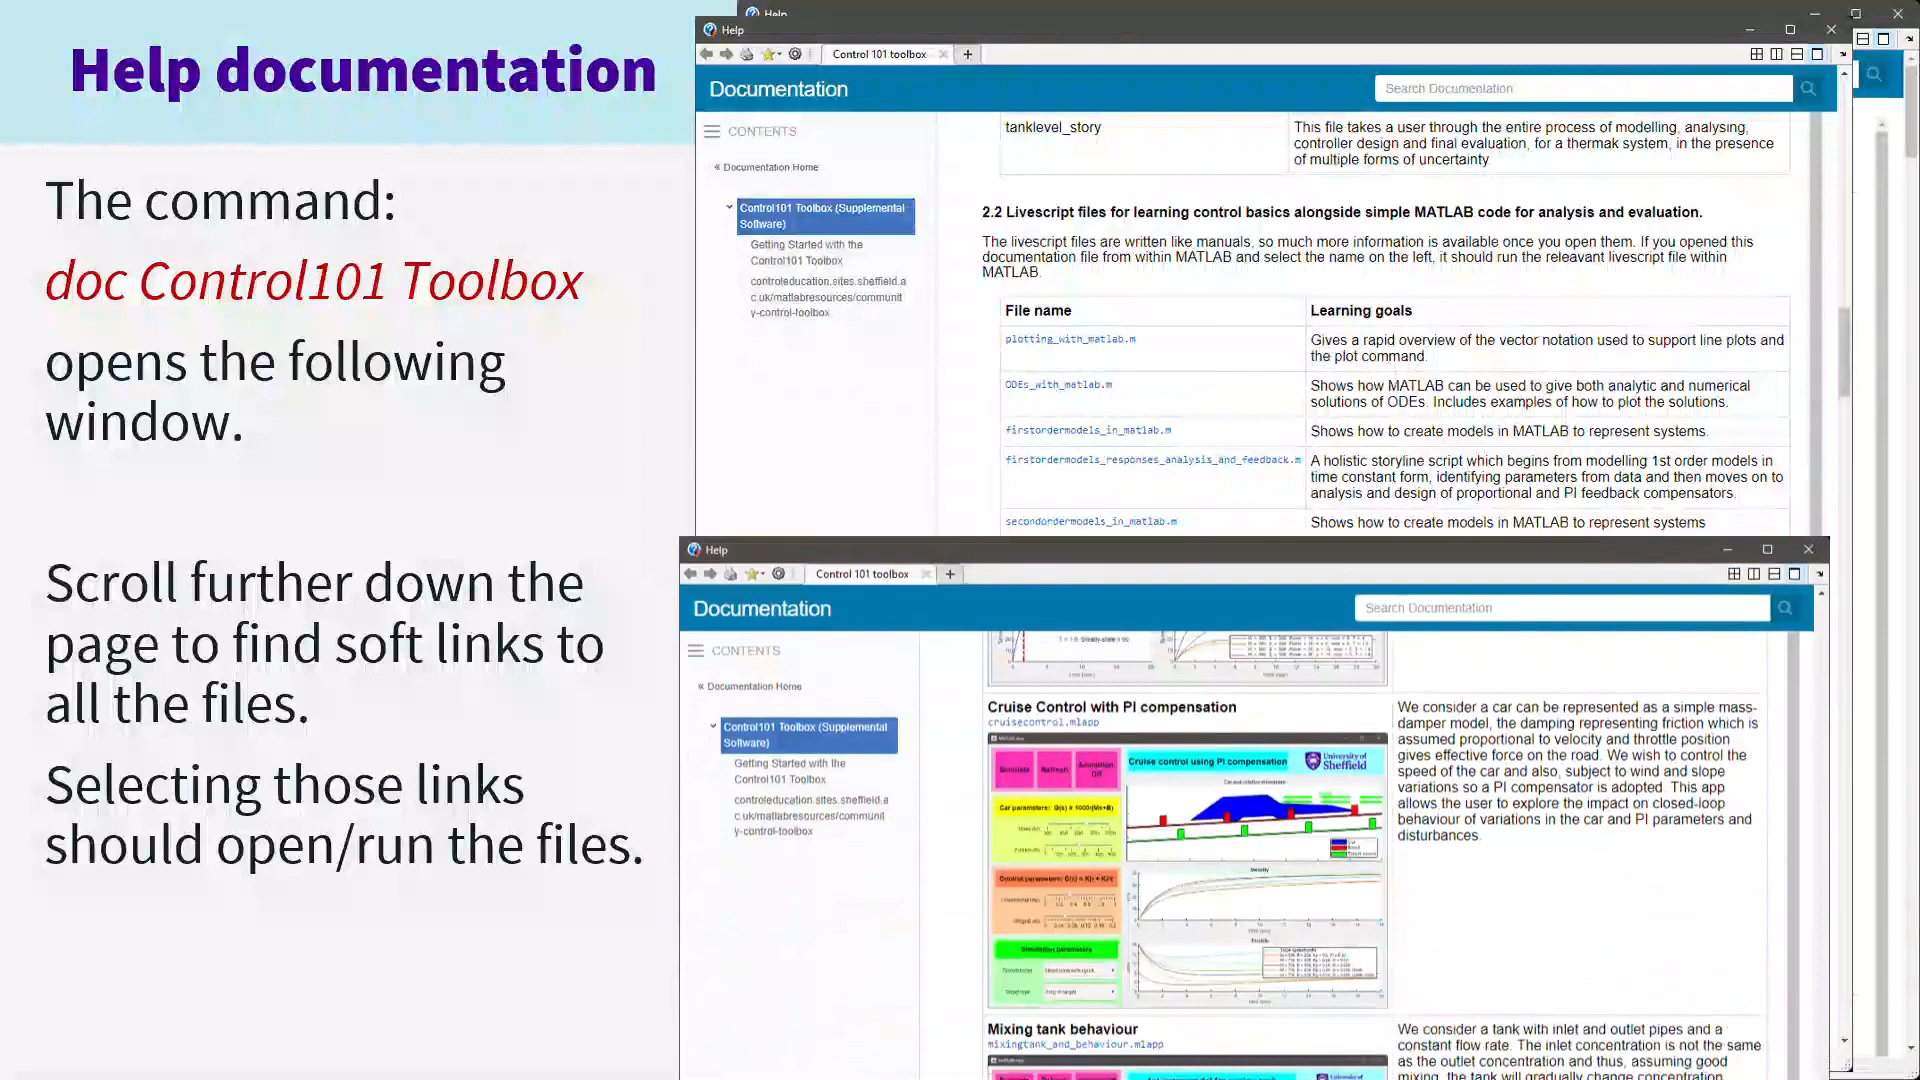 Help documentation
The command:
doc Control101 Toolbox
opens the following
window.
Scroll further down the
page to find soft links to
all the files.
Selecting those links
should open/run the files.
Help
Help
Control 101 toolbox
Documentation
Search Documentation
CONTENTS
« Documentation Home
Control101 Toolbox (Supplemental
Software)
Getting Started with the
Control101 Toolbox
controleducation.sites.sheffield.a
c.uk/matlabresources/communit
y-control-toolbox
tanklevel_story
This file takes a user through the entire process of modelling, analysing,
controller design and final evaluation, for a thermak system, in the presence
of multiple forms of uncertainty
2.2 Livescript files for learning control basics alongside simple MATLAB code for analysis and evaluation.
The livescript files are written like manuals, so much more information is available once you open them. If you opened this
documentation file from within MATLAB and select the name on the left, it should run the releavant livescript file within
MATLAB.
File name
Learning goals
plotting_with_matlab.m
Gives a rapid overview of the vector notation used to support line plots and
the plot command.
ODEs_with_matlab.m
Shows how MATLAB can be used to give both analytic and numerical
solutions of ODEs. Includes examples of how to plot the solutions.
firstordermodels_in_matlab.m
Shows how to create models in MATLAB to represent systems.
firstordermodels_responses_analysis_and_feedback.m
A holistic storyline script which begins from modelling 1st order models in
time constant form, identifying parameters from data and then moves on to
analysis and design of proportional and PI feedback compensators.
secondordermodels_in_matlab.m
Shows how to create models in MATLAB to represent systems
Help
Control 101 toolbox
Documentation
Search Documentation
CONTENTS
« Documentation Home
Control101 Toolbox (Supplemental
Software)
Getting Started with the
Control101 Toolbox
controleducation.sites.sheffield.a
c.uk/matlabresources/communit
y-control-toolbox
Cruise Control with PI compensation
cruisecontrol.mlapp
Simulate
Refresh
Animation
Off
Cruise control using PI compensation
University of
Sheffield
Simulation parameters
Velocity
We consider a car can be represented as a simple mass-
damper model, the damping representing friction which is
assumed proportional to velocity and throttle position
gives effective force on the road. We wish to control the
speed of the car and also, subject to wind and slope
variations so a PI compensator is adopted. This app
allows the user to explore the impact on closed-loop
behaviour of variations in the car and PI parameters and
disturbances.
Mixing tank behaviour
mixingtank_and_behaviour.mlapp
We consider a tank with inlet and outlet pipes and a
constant flow rate. The inlet concentration is not the same
as the outlet concentration and thus, assuming good
mixing, the tank will gradually change concentration